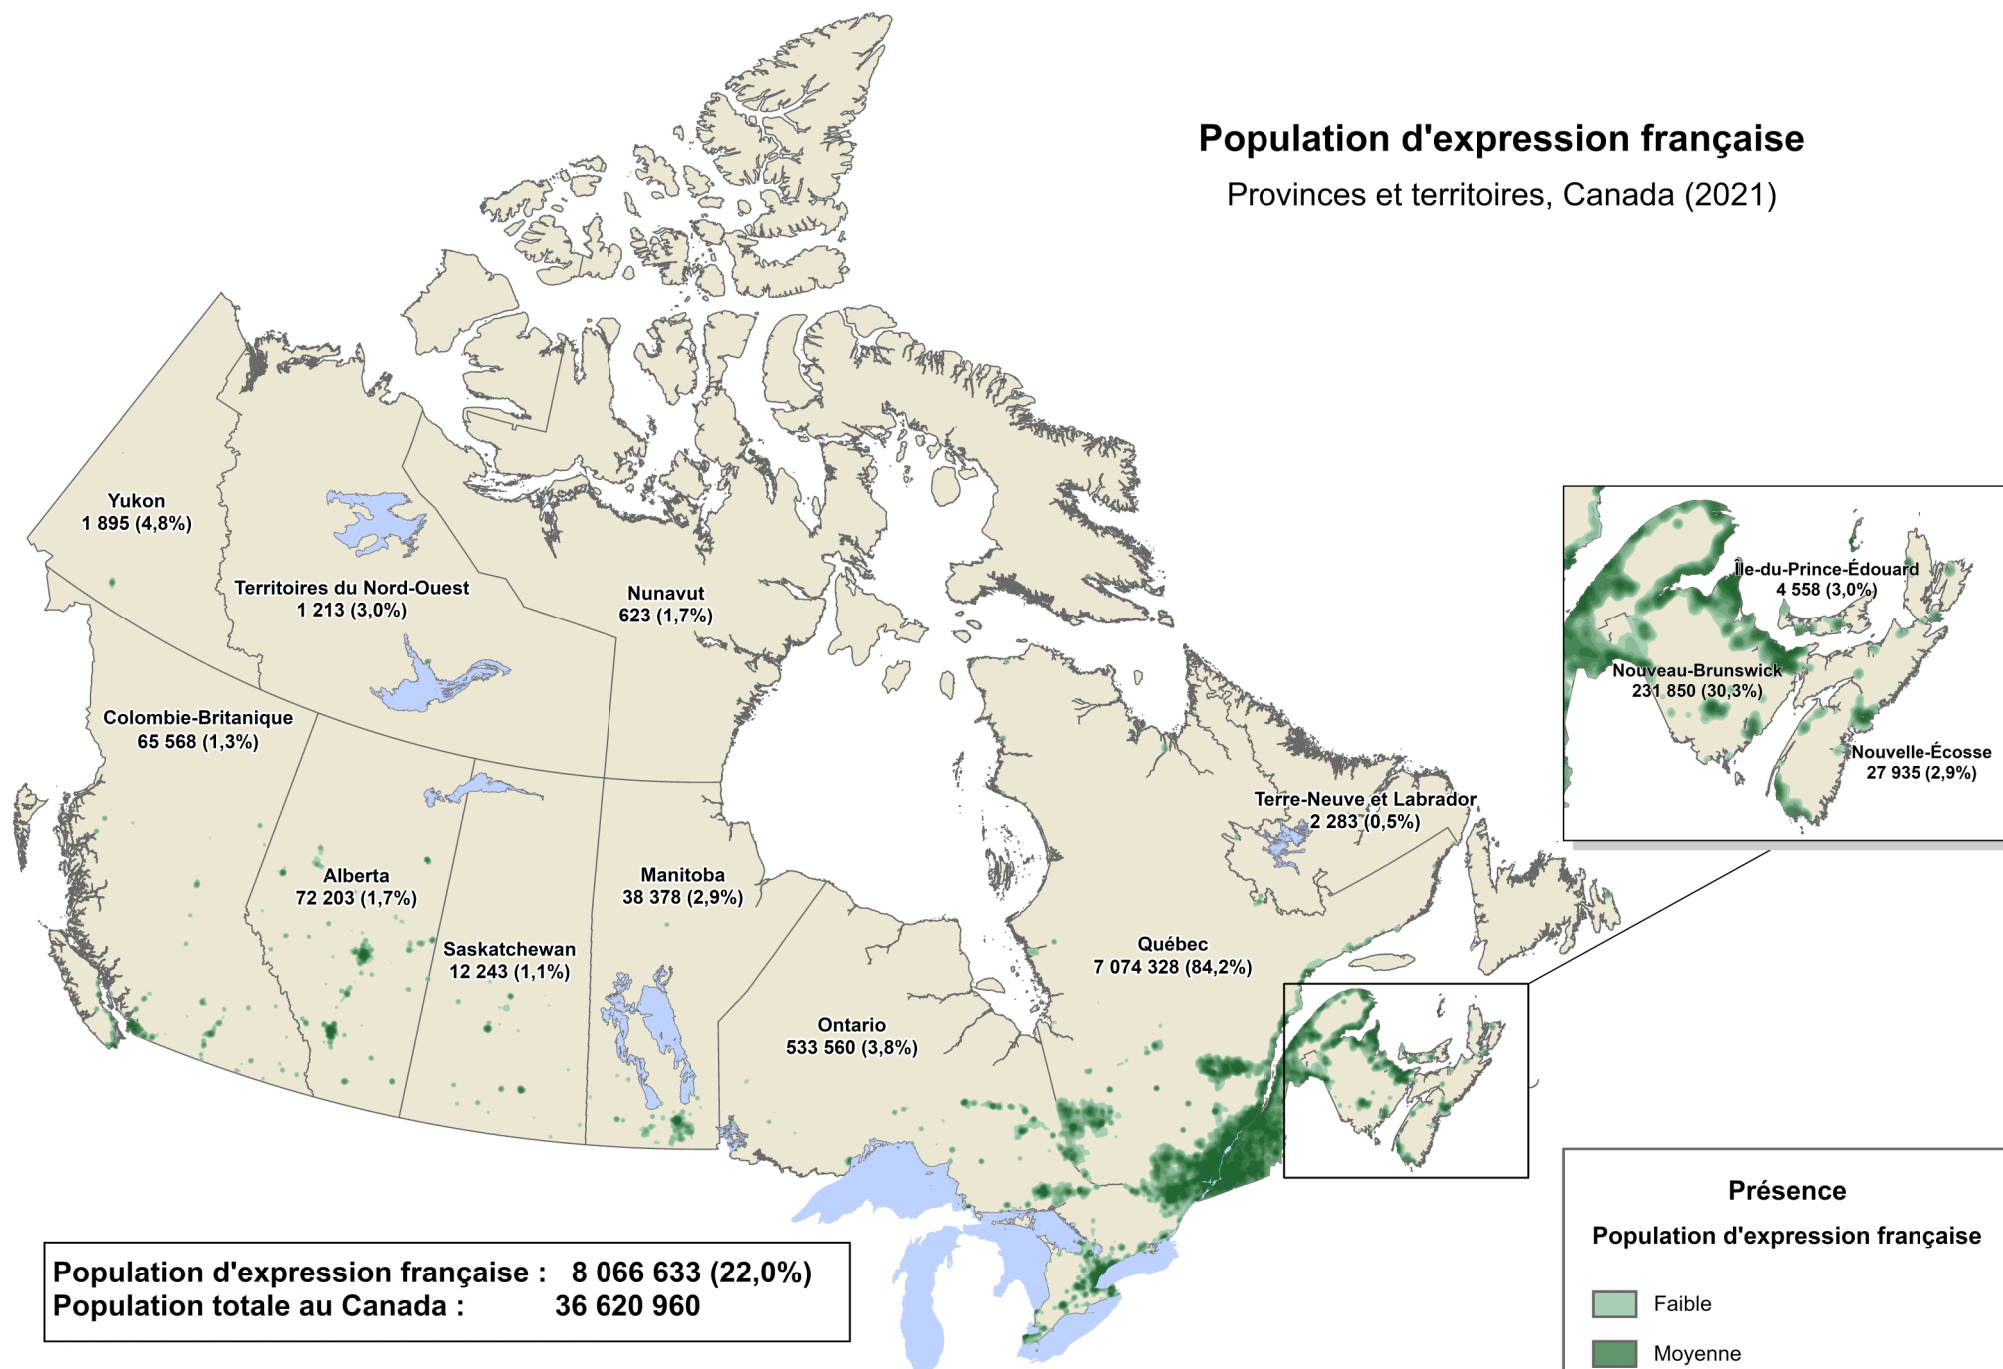 Population d'expression française
Provinces et territoires, Canada (2021)
Yukon
1 895 (4,8%)
Territoires du Nord-Ouest
1 213 (3,0%)
Nunavut
623 (1,7%)
Île-du-Prince-Édouard
4 558 (3,0%)
Nouveau-Brunswick
231 850 (30,3%)
Nouvelle-Écosse
27 935 (2,9%)
Colombie-Britanique
65 568 (1,3%)
Terre-Neuve et Labrador
2 283 (0,5%)
Alberta
72 203 (1,7%)
Manitoba
38 378 (2,9%)
Saskatchewan
12 243 (1,1%)
Québec
7 074 328 (84,2%)
Ontario
533 560 (3,8%)
Population d'expression française : 8 066 633 (22,0%)
Population totale au Canada : 36 620 960
Présence
Population d'expression française
Faible
Moyenne